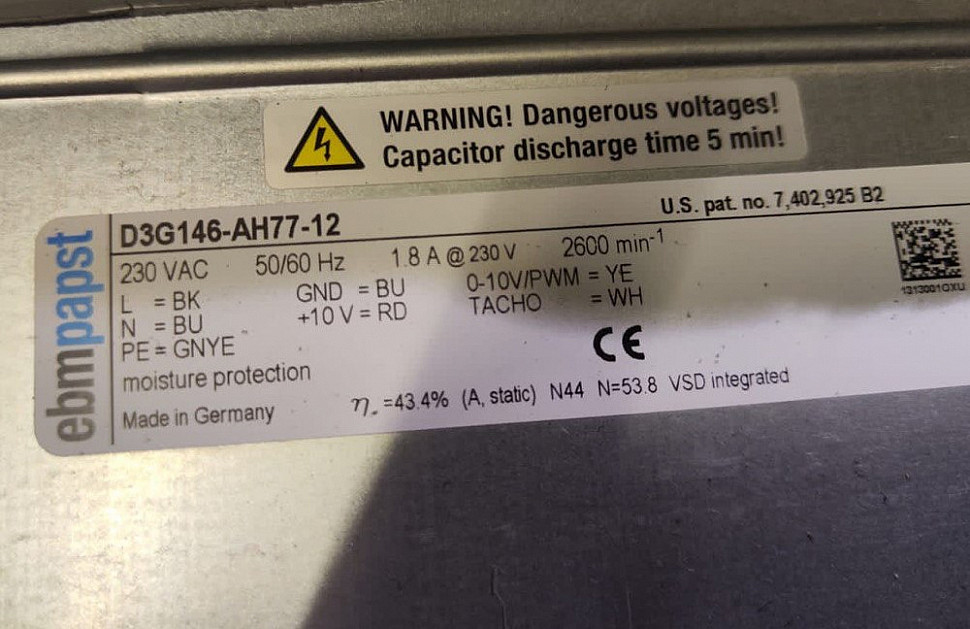 WARNING! Dangerous voltages!
Capacitor discharge time 5 min!
ebmpapst
D3G146-AH77-12
U.S. pat. no. 7,402,925 B2
230 VAC 50/60 Hz 1.8 A @ 230 V 2600 min-1
L = BK GND = BU 0-10V/PWM = YE
N = BU +10 V = RD TACHO = WH
PE = GNYE
moisture protection
Made in Germany
η =43.4% (A, static) N44 N=53.8 VSD integrated
CE